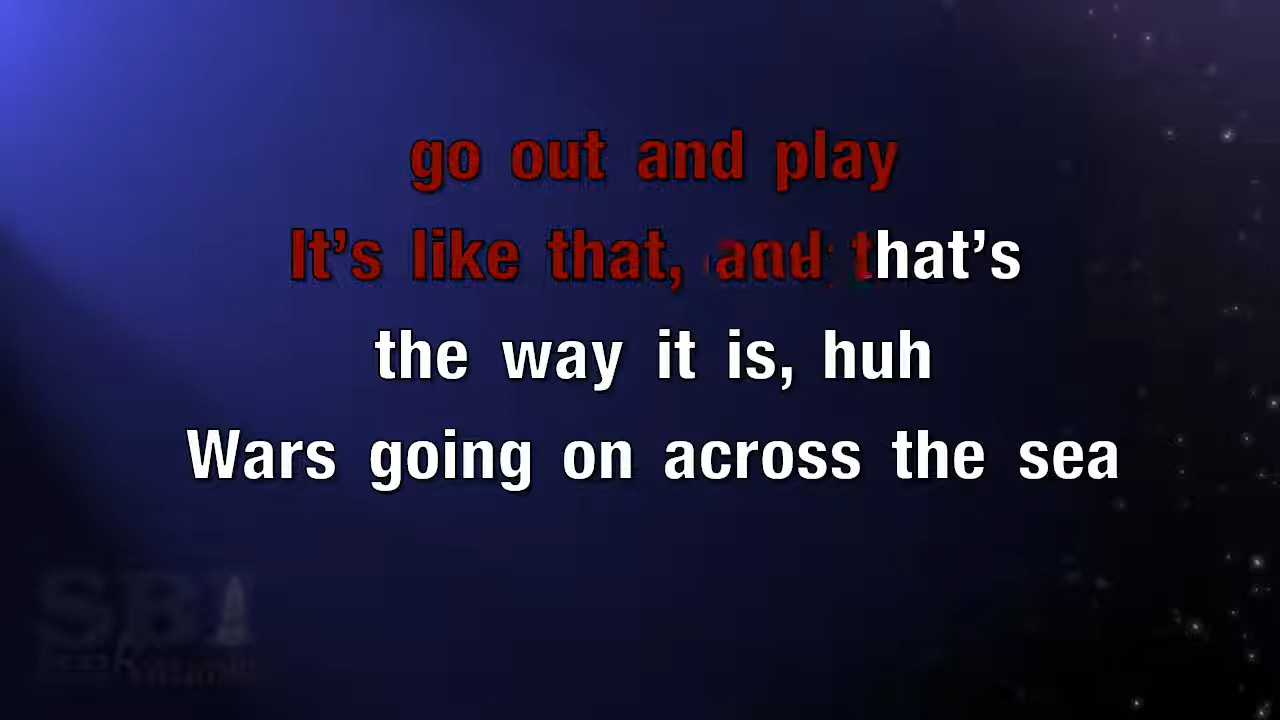 go out and play
It’s like that, and that’s
the way it is, huh
Wars going on across the sea
SBI